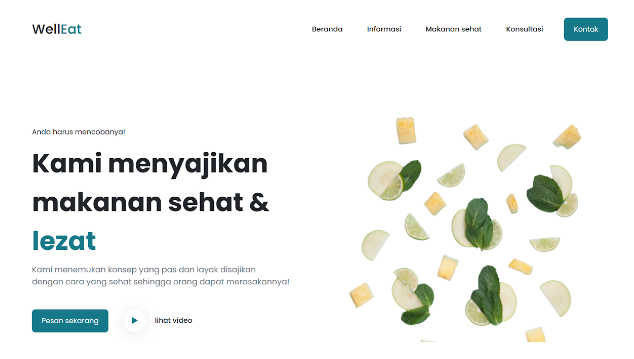 WellEat
Beranda
Informasi
Makanan sehat
Konsultasi
Kontak
Anda harus mencobanya!
Kami menyajikan
makanan sehat &
lezat
Kami menemukan konsep yang pas dan layak disajikan
dengan cara yang sehat sehingga orang dapat merasakannya!
Pesan sekarang
lihat video